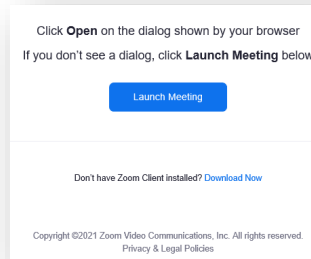 Click Open on the dialog shown by your browser
If you don't see a dialog, click Launch Meeting below
Launch Meeting
Don't have Zoom Client installed? Download Now
Copyright ©2021 Zoom Video Communications, Inc. All rights reserved.
Privacy & Legal Policies